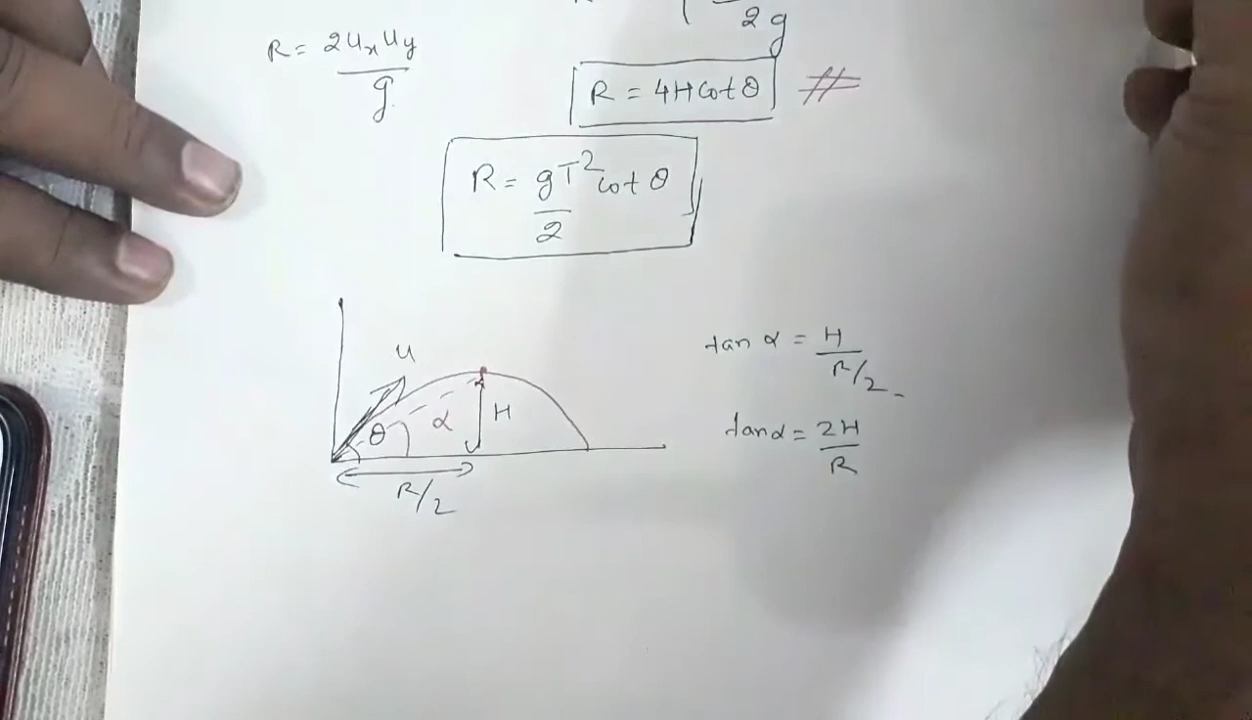 2g
R = 2UxUy / g
R = 4H Cot θ #
R = gT² / 2 cot θ
u
θ α H
R/2
tan α = H / R/2
tan α = 2H / R